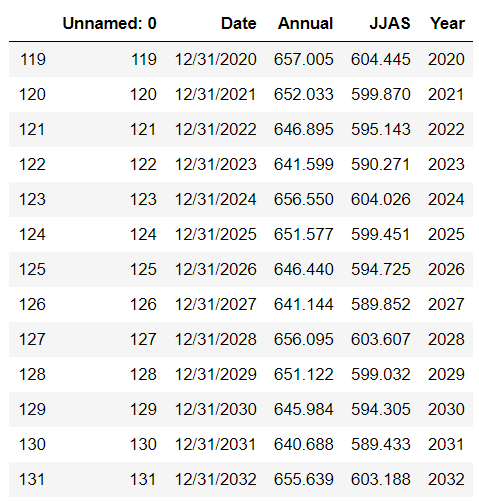 Unnamed: 0 Date Annual JJAS Year
119 119 12/31/2020 657.005 604.445 2020
120 120 12/31/2021 652.033 599.870 2021
121 121 12/31/2022 646.895 595.143 2022
122 122 12/31/2023 641.599 590.271 2023
123 123 12/31/2024 656.550 604.026 2024
124 124 12/31/2025 651.577 599.451 2025
125 125 12/31/2026 646.440 594.725 2026
126 126 12/31/2027 641.144 589.852 2027
127 127 12/31/2028 656.095 603.607 2028
128 128 12/31/2029 651.122 599.032 2029
129 129 12/31/2030 645.984 594.305 2030
130 130 12/31/2031 640.688 589.433 2031
131 131 12/31/2032 655.639 603.188 2032